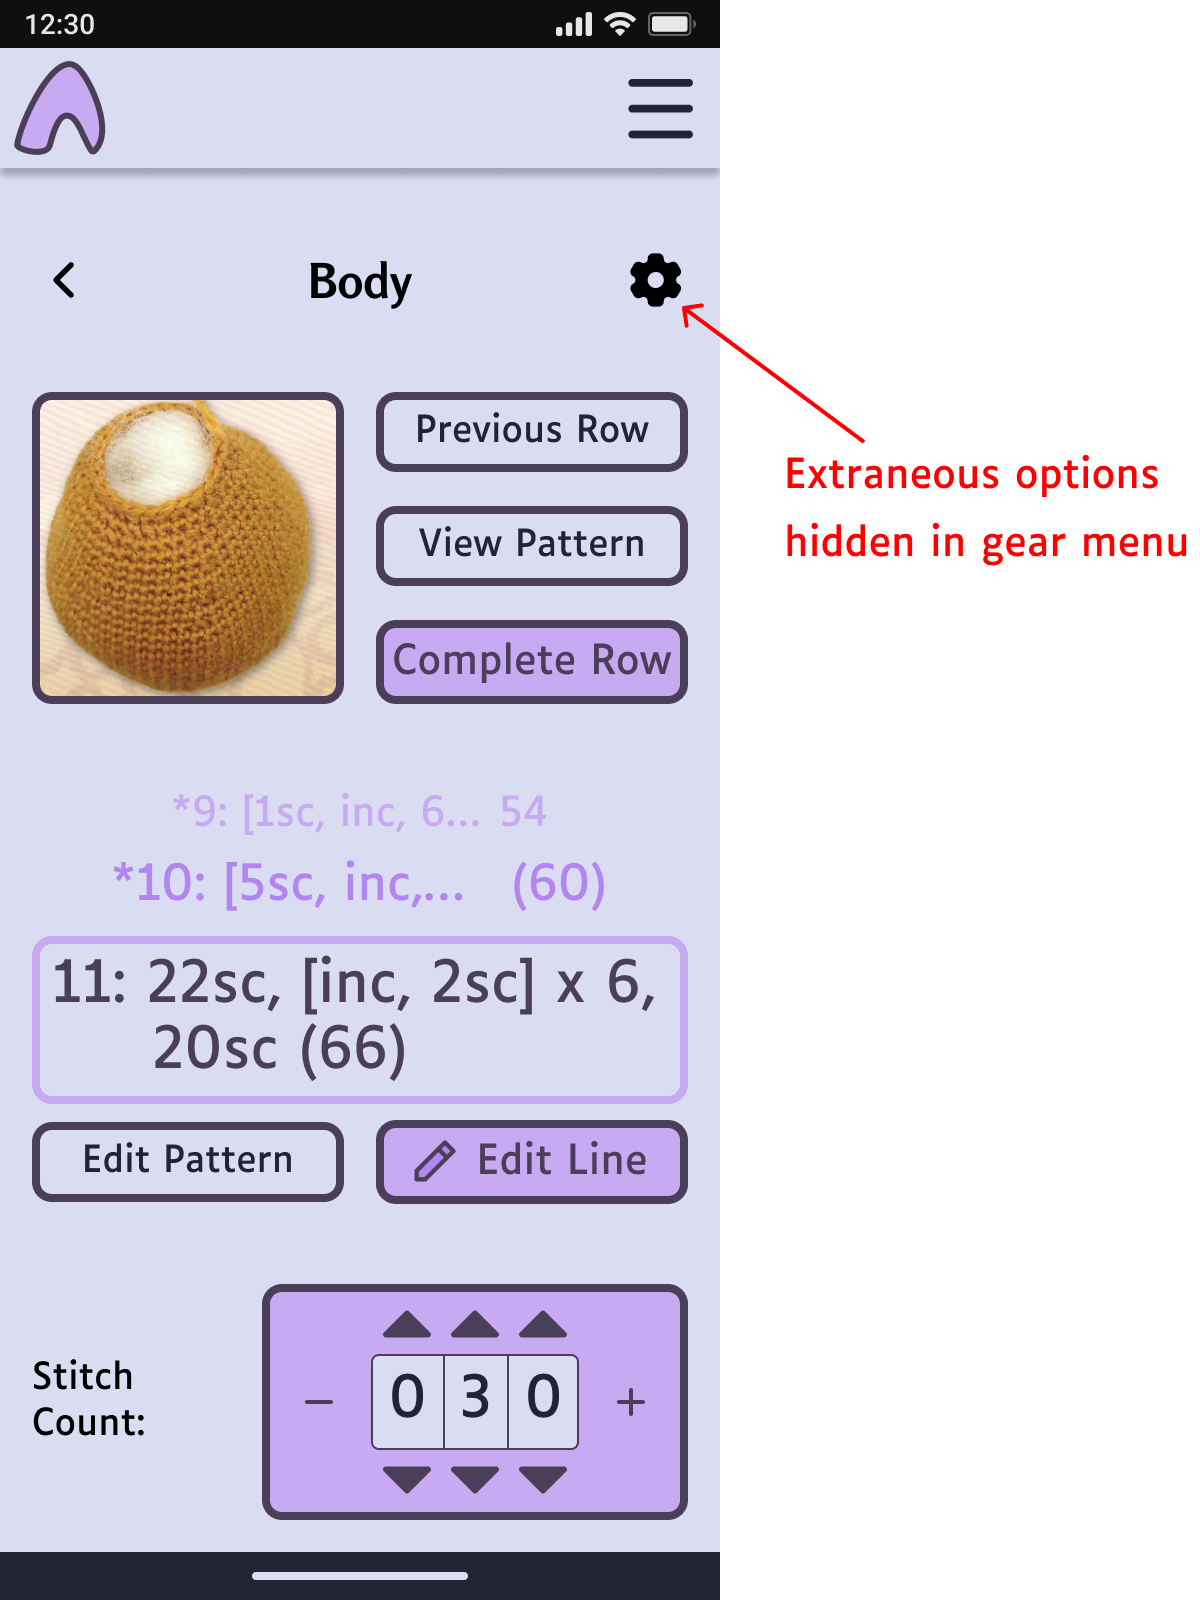 12:30
Body
Previous Row
View Pattern
Complete Row
Extraneous options
hidden in gear menu
*9: [1sc, inc, 6... 54
*10: [5sc, inc,... (60)
11: 22sc, [inc, 2sc] x 6,
20sc (66)
Edit Pattern
Edit Line
Stitch
Count:
− 0 3 0 +